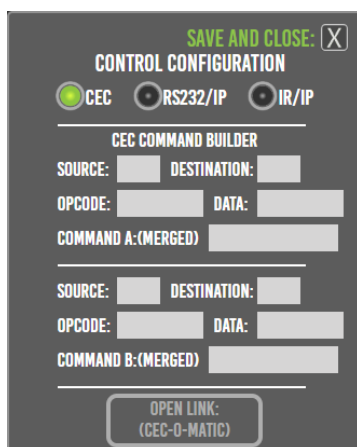 SAVE AND CLOSE: X
CONTROL CONFIGURATION
CEC RS232/IP IR/IP
CEC COMMAND BUILDER
SOURCE: DESTINATION:
OPCODE: DATA:
COMMAND A:(MERGED)
SOURCE: DESTINATION:
OPCODE: DATA:
COMMAND B:(MERGED)
OPEN LINK:
(CEC-O-MATIC)